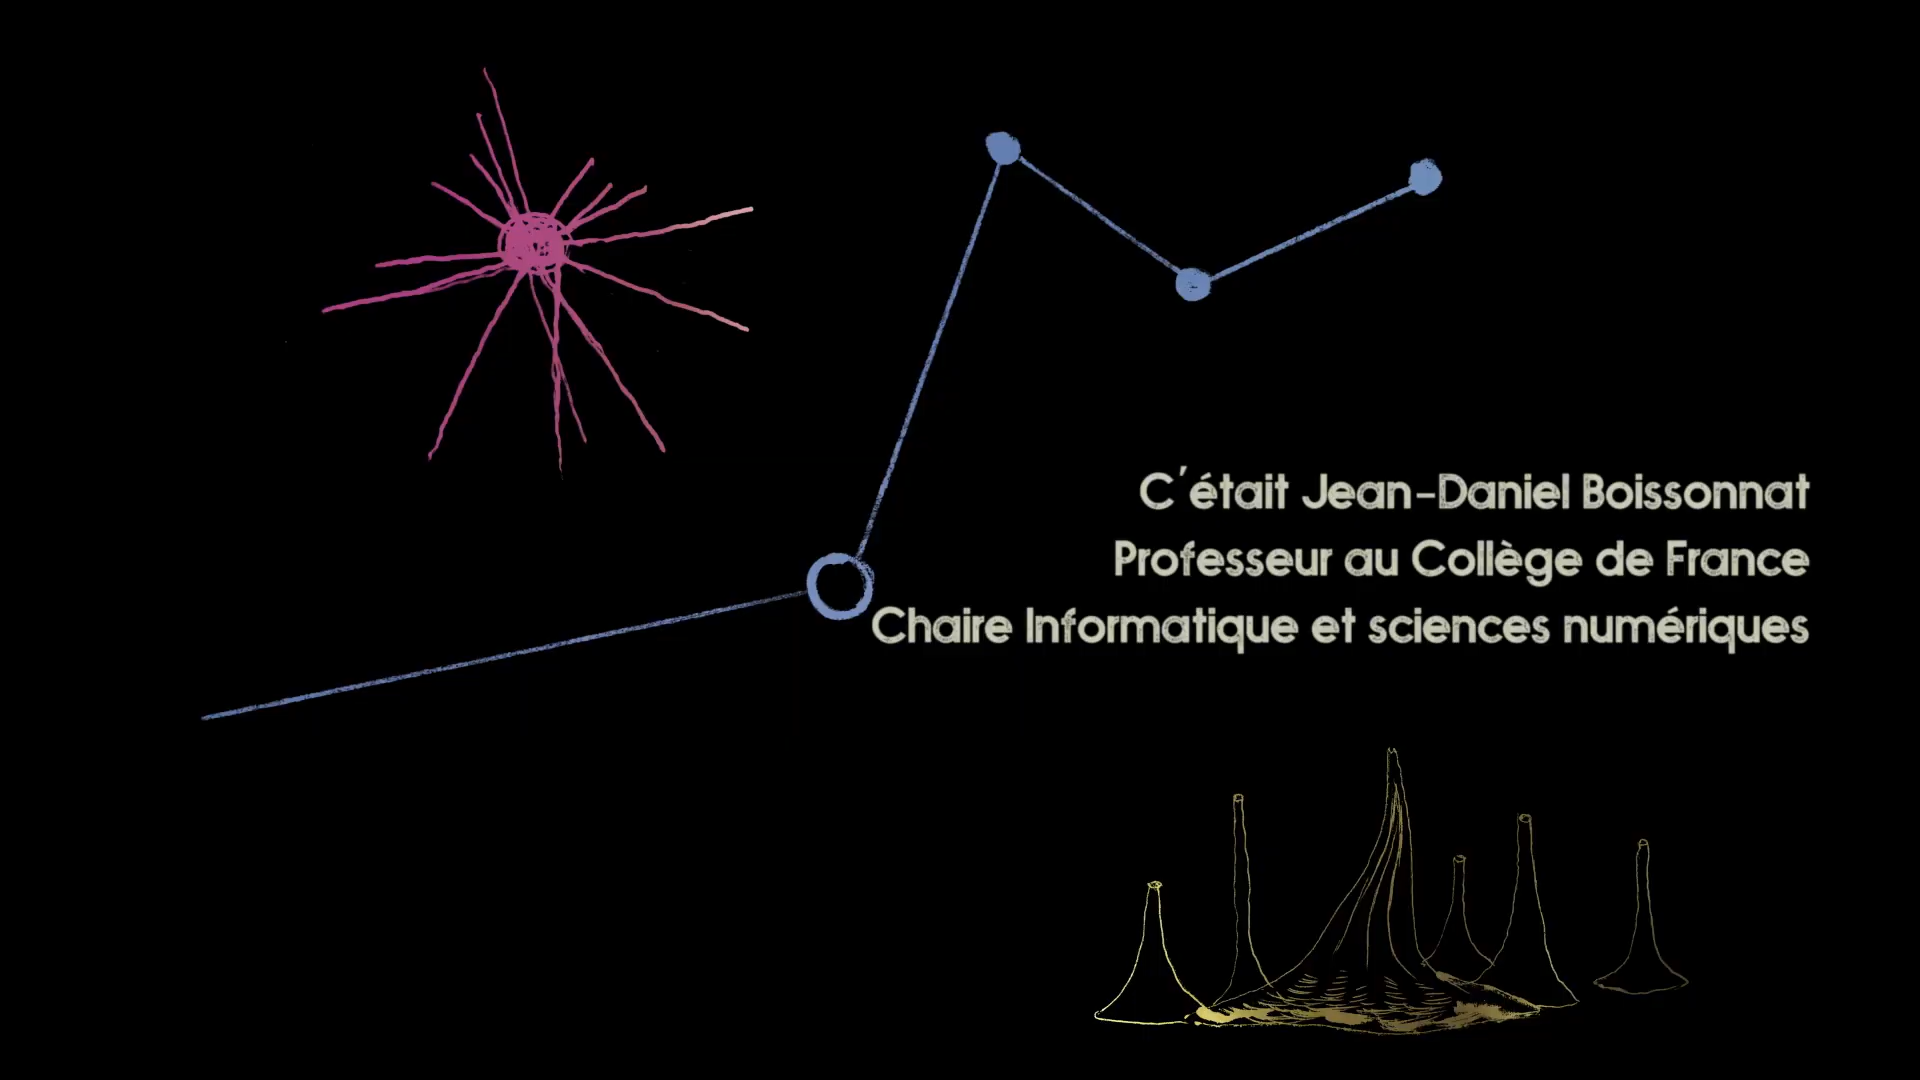 C'était Jean-Daniel Boissonnat
Professeur au Collège de France
Chaire Informatique et sciences numériques